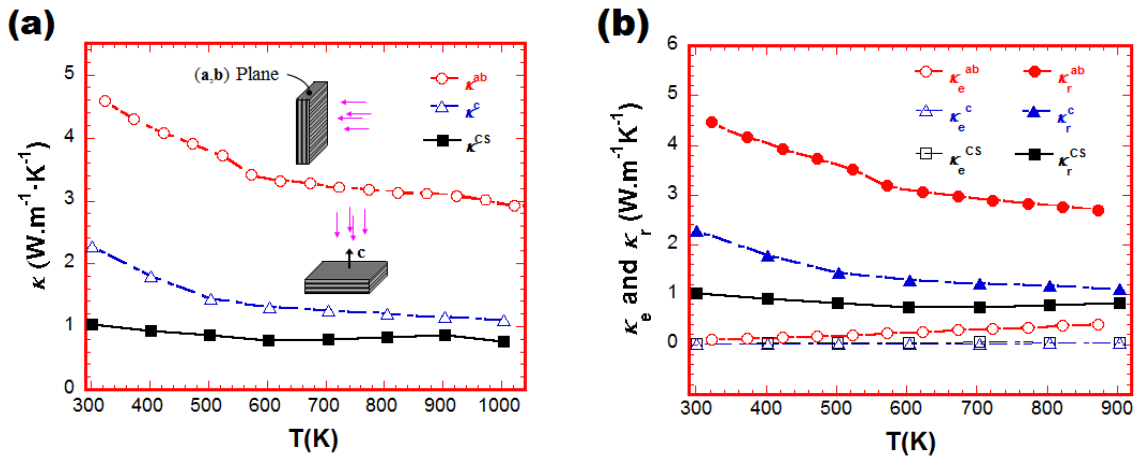 (a)
5
4
3
2
1
0
κ (W.m⁻¹·K⁻¹)
(a,b) Plane
κᵃᵇ
κᶜ
κᶜˢ
c
300 400 500 600 700 800 900 1000
T(K)
(b)
6
5
4
3
2
1
0
κₑ and κᵣ (W.m⁻¹K⁻¹)
κₑᵃᵇ κᵣᵃᵇ
κₑᶜ κᵣᶜ
κₑᶜˢ κᵣᶜˢ
300 400 500 600 700 800 900
T(K)